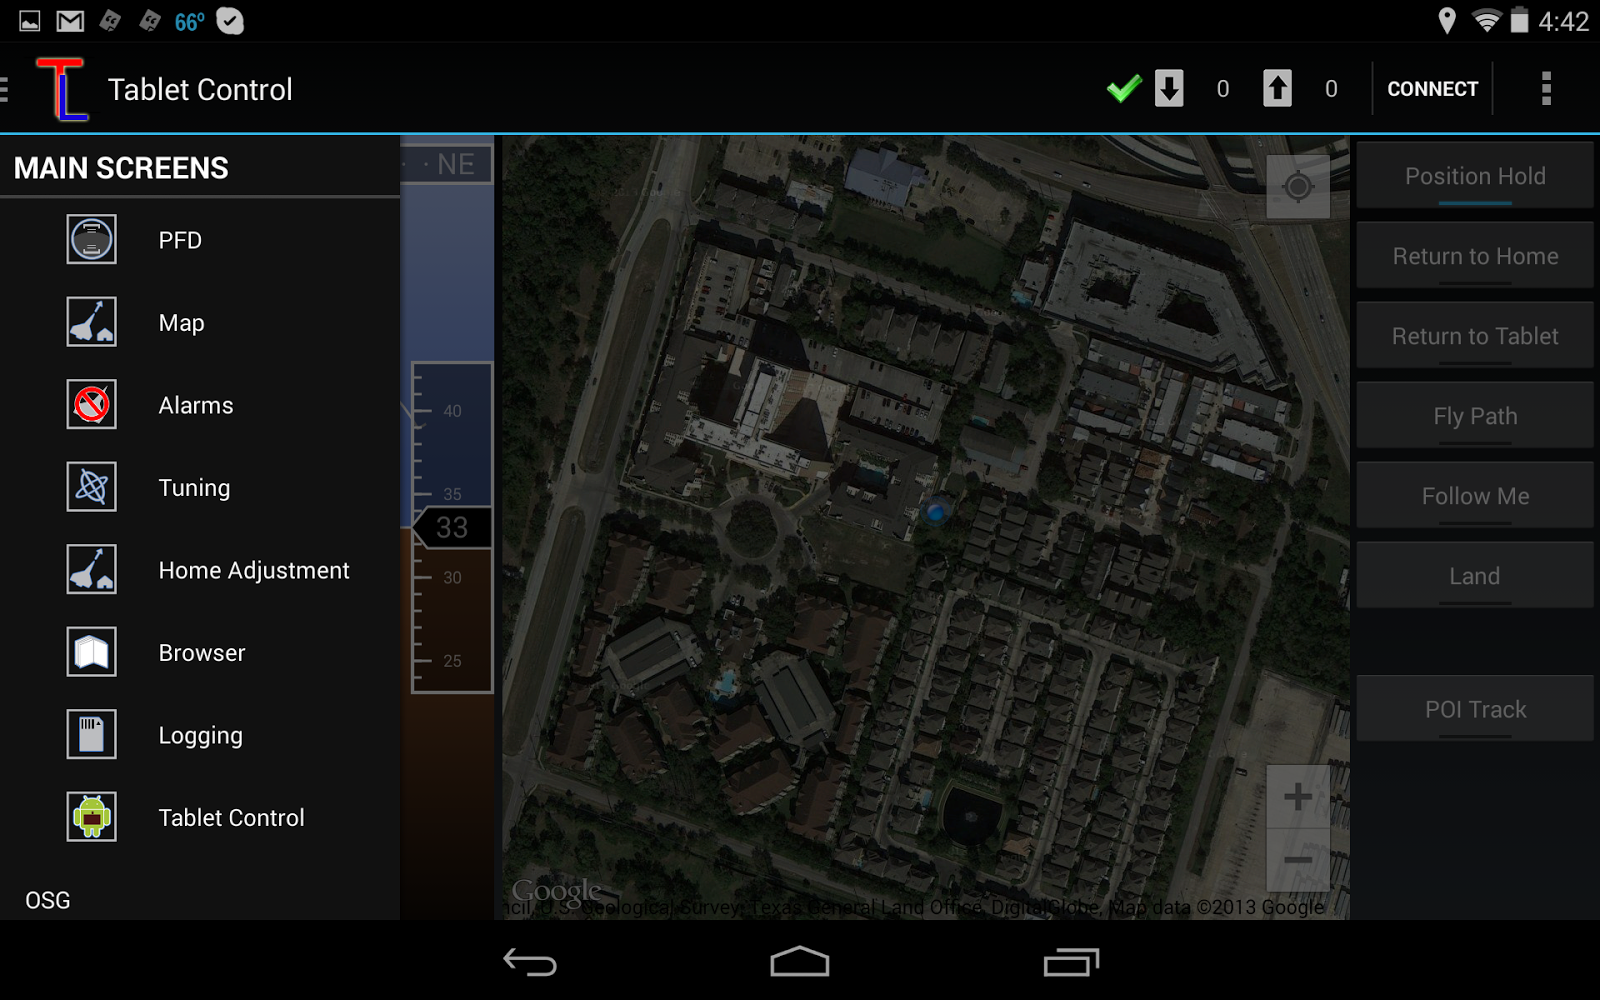 66°
4:42
TL
Tablet Control
0
0
CONNECT
MAIN SCREENS
PFD
Map
Alarms
Tuning
Home Adjustment
Browser
Logging
Tablet Control
OSG
NE
40
35
33
30
25
Google
U.S. Geological Survey, Texas General Land Office, DigitalGlobe, Map data ©2013 Google
Position Hold
Return to Home
Return to Tablet
Fly Path
Follow Me
Land
POI Track
+
−